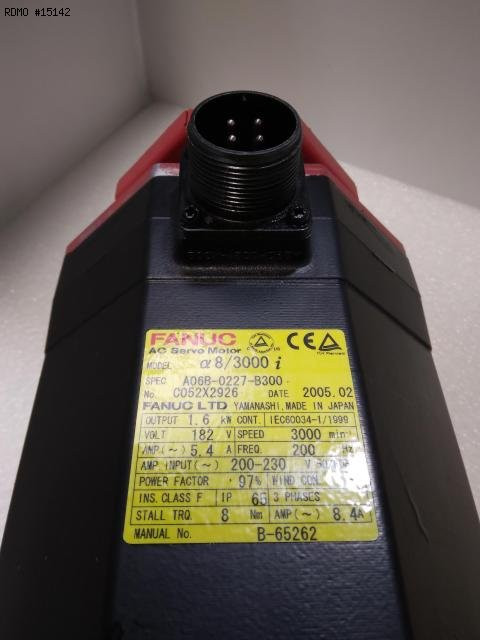 RDMO #15142
FANUC
AC Servo Motor
MODEL α8/3000 i
SPEC A06B-0227-B300
No. C052X2926 DATE 2005.02
FANUC LTD YAMANASHI, MADE IN JAPAN
OUTPUT 1.6 kW CONT. IEC60034-1/1999
VOLT 182 V SPEED 3000 min-1
AMP(~) 5.4 A FREQ. 200 Hz
AMP INPUT(~) 200-230 V
POWER FACTOR 97% WIND CON.
INS. CLASS F IP 65 3 PHASES
STALL TRQ. 8 Nm AMP(~) 8.4A
MANUAL No. B-65262